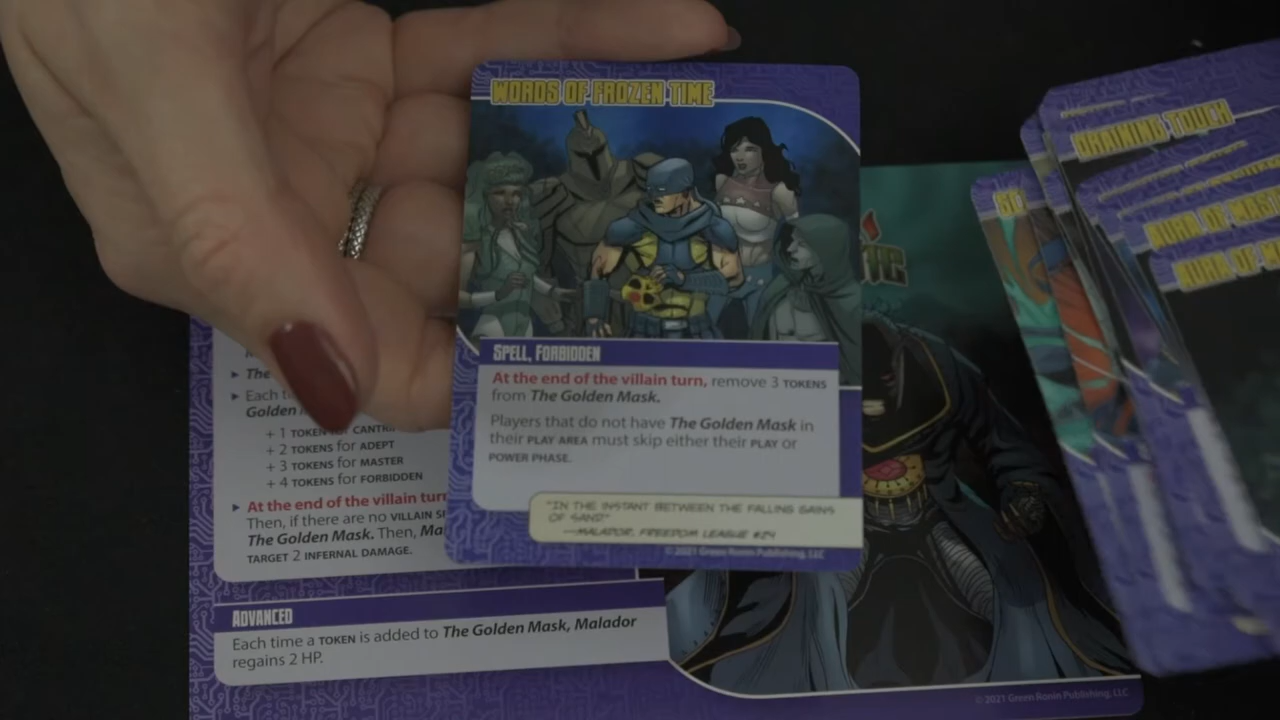 WORDS OF FROZEN TIME
SPELL, FORBIDDEN
At the end of the villain turn, remove 3 TOKENS
from The Golden Mask.
Players that do not have The Golden Mask in
their PLAY AREA must skip either their PLAY OR
POWER PHASE.
"IN THE INSTANT BETWEEN THE FALLING GAINS
OF SAND"
—MALADOR, FREEDOM LEAGUE #24
© 2021 Green Ronin Publishing, LLC
The
Each
Golden
+ 1 TOKEN
+ 2 TOKENS for ADEPT
+ 3 TOKENS for MASTER
+ 4 TOKENS for FORBIDDEN
At the end of the villain turn
Then, if there are no VILLAIN
The Golden Mask. Then,
TARGET 2 INFERNAL DAMAGE.
ADVANCED
Each time a TOKEN is added to The Golden Mask, Malador
regains 2 HP.
© 2021 Green Ronin Publishing, LLC
DRAINING TOUCH
AURA OF
AURA OF